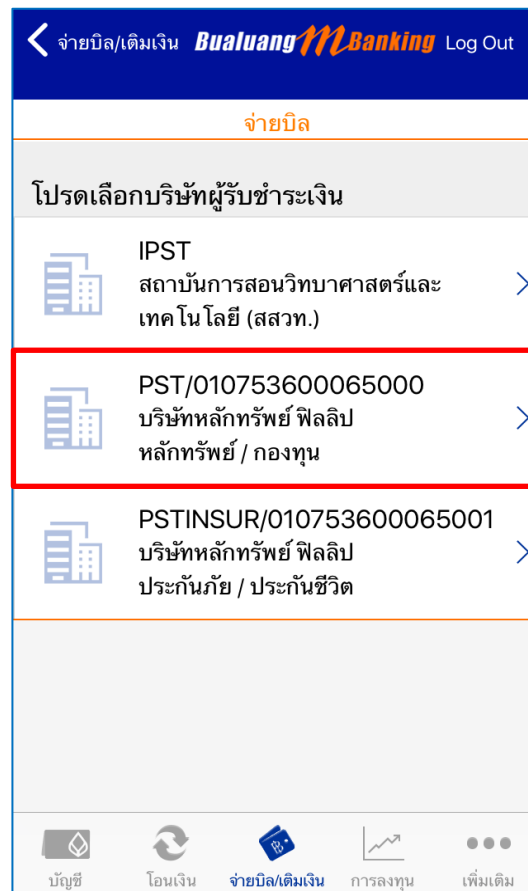 จ่ายบิล/เติมเงิน Bualuang mBanking Log Out
จ่ายบิล
โปรดเลือกบริษัทผู้รับชำระเงิน
IPST
สถาบันการสอนวิทบาศาสตร์และ
เทคโนโลยี (สสวท.)
PST/010753600065000
บริษัทหลักทรัพย์ ฟิลลิป
หลักทรัพย์ / กองทุน
PSTINSUR/010753600065001
บริษัทหลักทรัพย์ ฟิลลิป
ประกันภัย / ประกันชีวิต
บัญชี โอนเงิน จ่ายบิล/เติมเงิน การลงทุน เพิ่มเติม